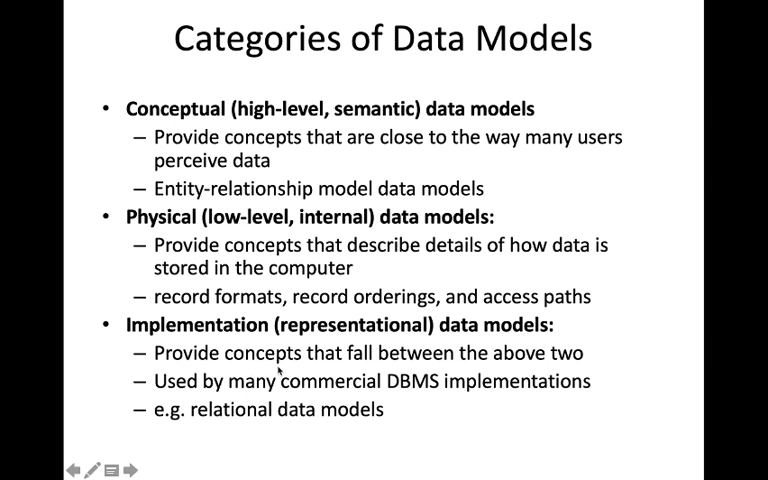 Categories of Data Models
• Conceptual (high-level, semantic) data models
– Provide concepts that are close to the way many users
perceive data
– Entity-relationship model data models
• Physical (low-level, internal) data models:
– Provide concepts that describe details of how data is
stored in the computer
– record formats, record orderings, and access paths
• Implementation (representational) data models:
– Provide concepts that fall between the above two
– Used by many commercial DBMS implementations
– e.g. relational data models